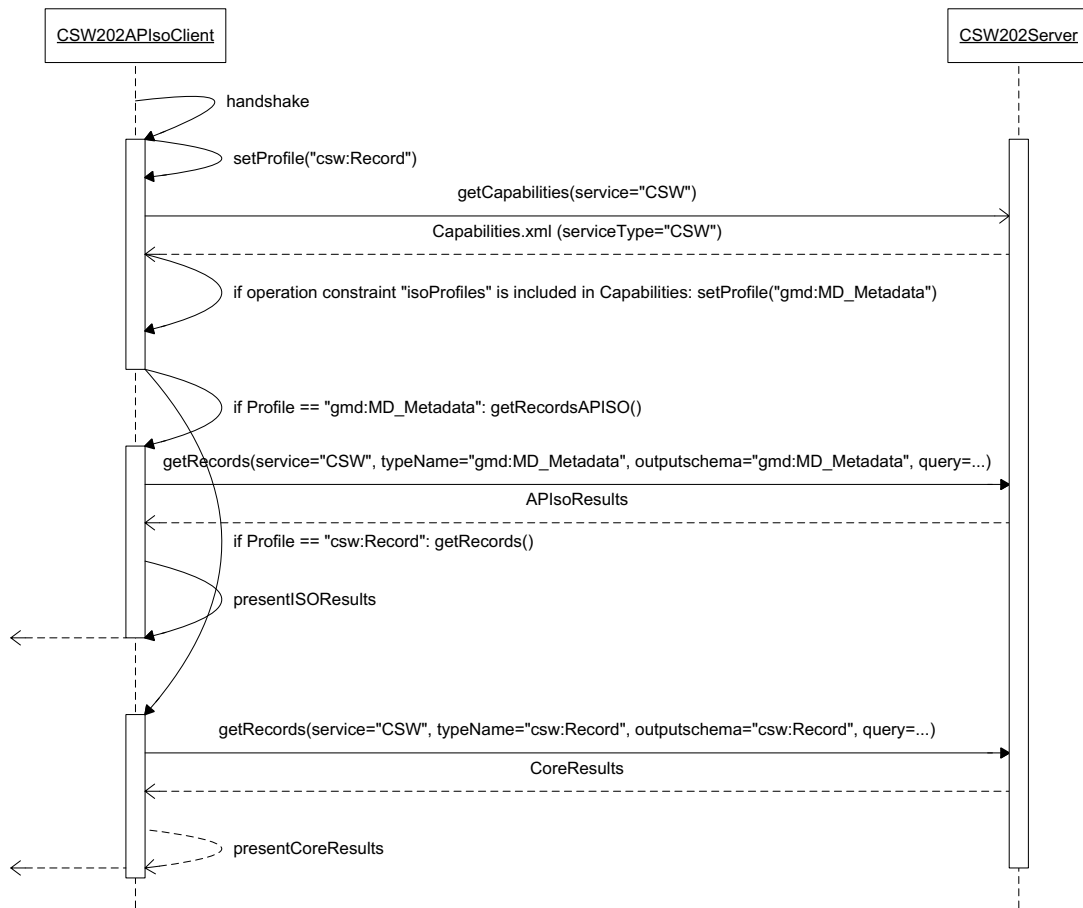 CSW202APIsoClient
CSW202Server
handshake
setProfile("csw:Record")
getCapabilities(service="CSW")
Capabilities.xml (serviceType="CSW")
if operation constraint "isoProfiles" is included in Capabilities: setProfile("gmd:MD_Metadata")
if Profile == "gmd:MD_Metadata": getRecordsAPISO()
getRecords(service="CSW", typeName="gmd:MD_Metadata", outputschema="gmd:MD_Metadata", query=...)
APIsoResults
if Profile == "csw:Record": getRecords()
presentISOResults
getRecords(service="CSW", typeName="csw:Record", outputschema="csw:Record", query=...)
CoreResults
presentCoreResults